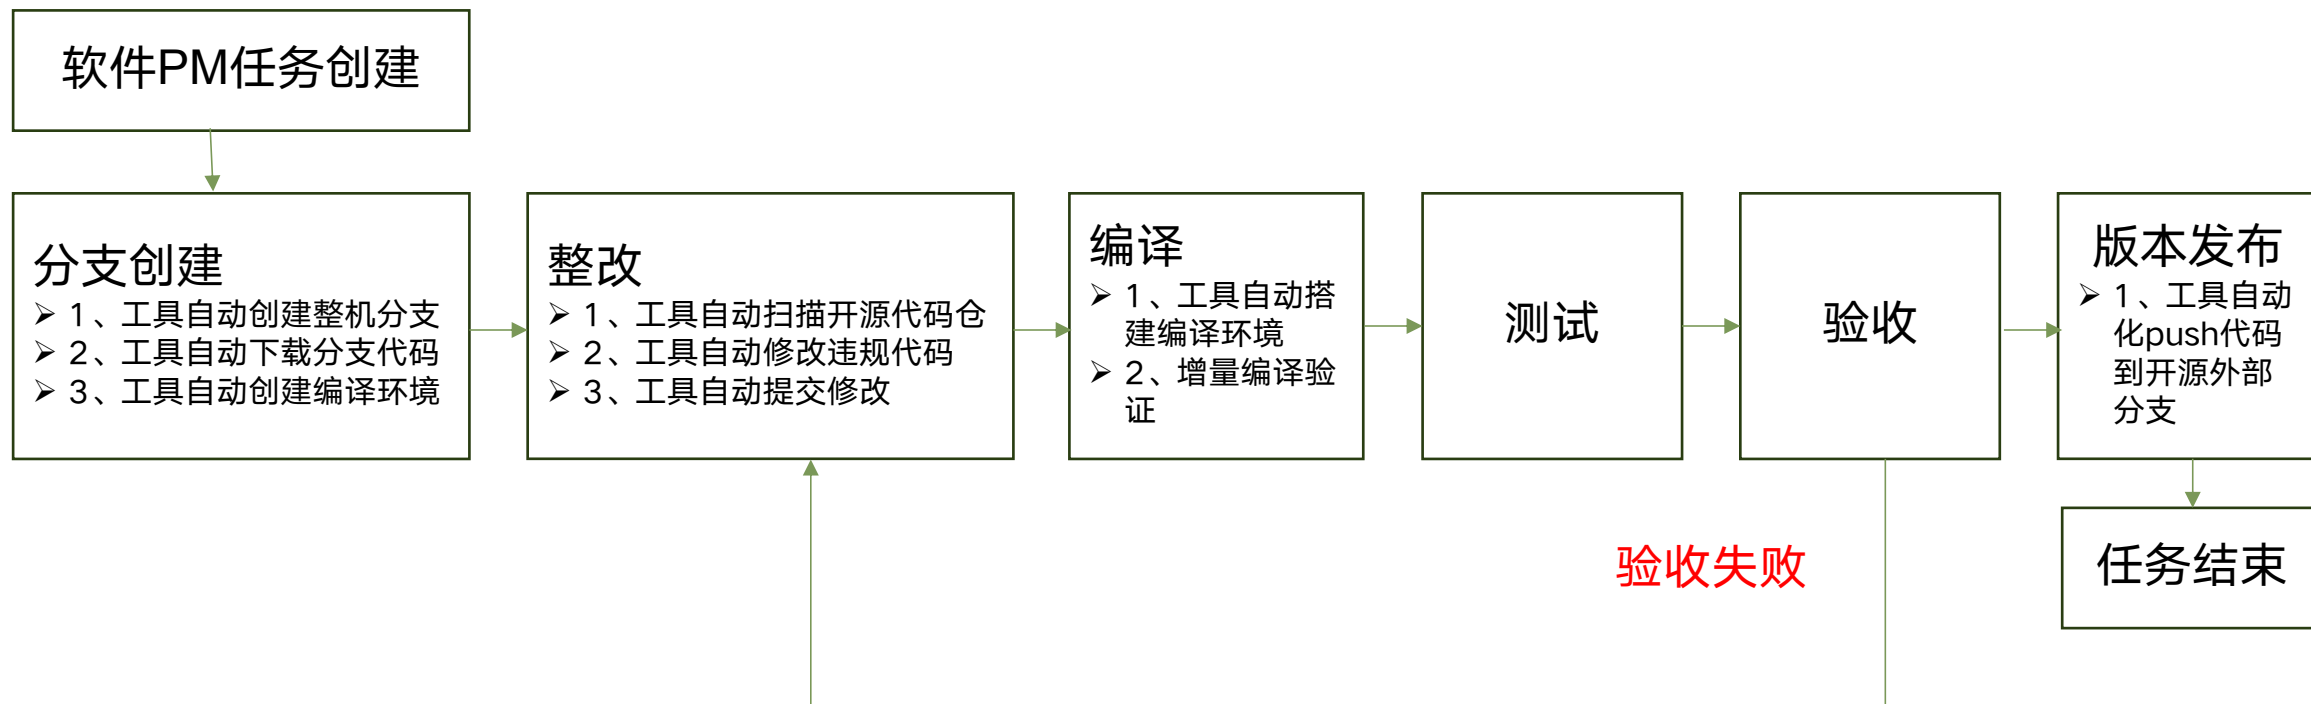 软件PM任务创建
分支创建
➢ 1、工具自动创建整机分支
➢ 2、工具自动下载分支代码
➢ 3、工具自动创建编译环境
整改
➢ 1、工具自动扫描开源代码仓
➢ 2、工具自动修改违规代码
➢ 3、工具自动提交修改
编译
➢ 1、工具自动搭
建编译环境
➢ 2、增量编译验
证
测试
验收
版本发布
➢ 1、工具自动
化push代码
到开源外部
分支
验收失败
任务结束